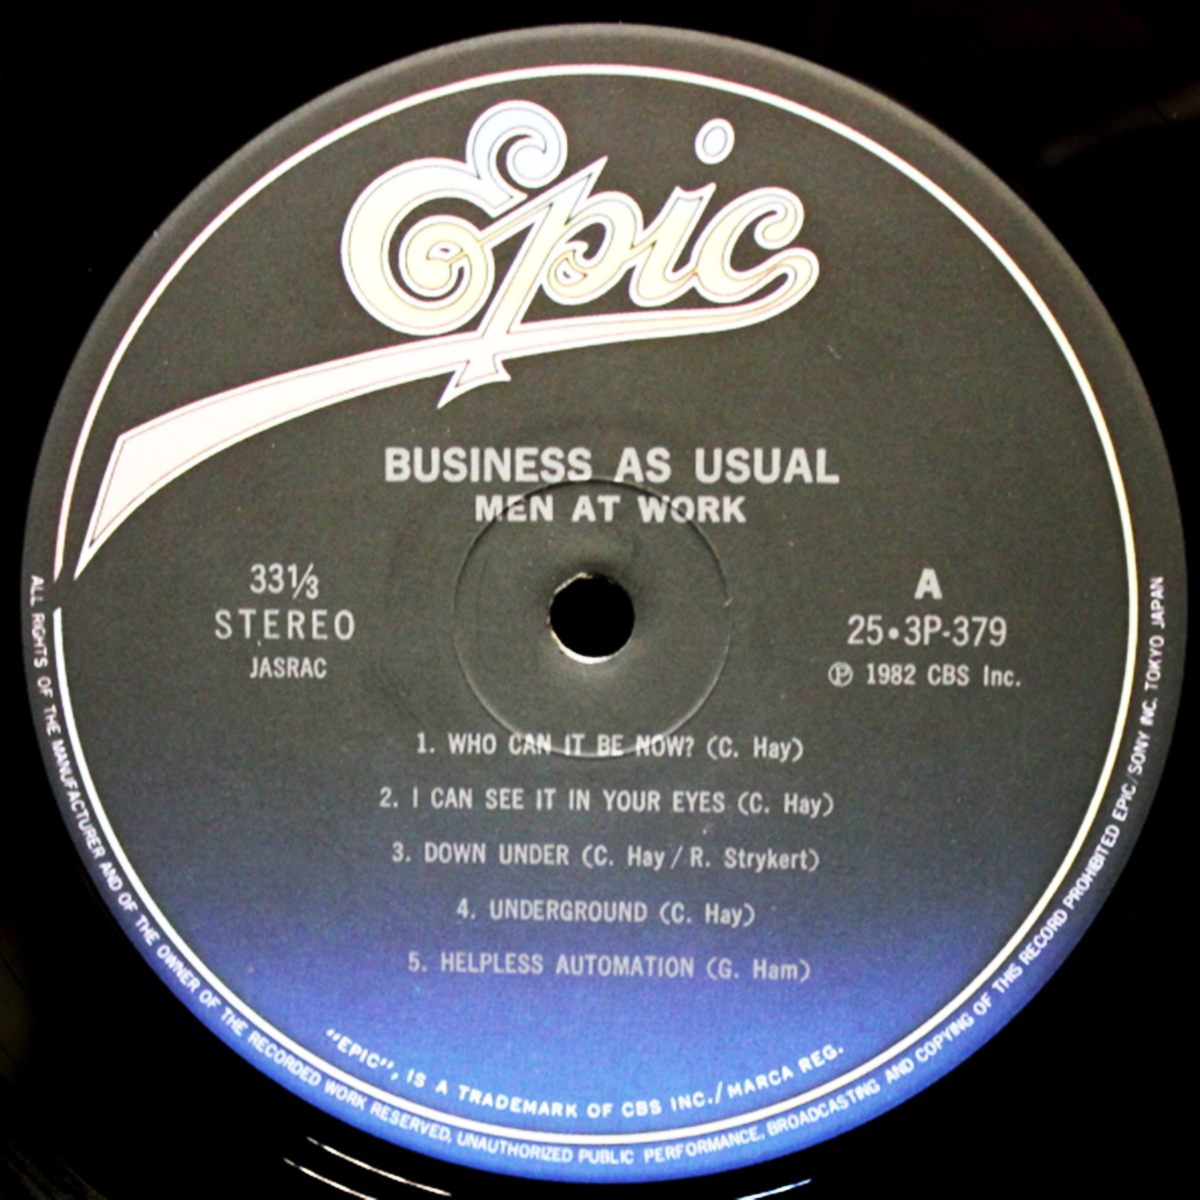 Epic
BUSINESS AS USUAL
MEN AT WORK
33⅓
STEREO
JASRAC
A
25•3P-379
Ⓟ 1982 CBS Inc.
1. WHO CAN IT BE NOW? (C. Hay)
2. I CAN SEE IT IN YOUR EYES (C. Hay)
3. DOWN UNDER (C. Hay / R. Strykert)
4. UNDERGROUND (C. Hay)
5. HELPLESS AUTOMATION (G. Ham)
"EPIC", IS A TRADEMARK OF CBS INC./MARCA REG.
ALL RIGHTS OF THE MANUFACTURER AND OF THE OWNER OF THE RECORDED WORK RESERVED, UNAUTHORIZED PUBLIC PERFORMANCE, BROADCASTING AND COPYING OF THIS RECORD PROHIBITED EPIC/SONY INC. TOKYO JAPAN